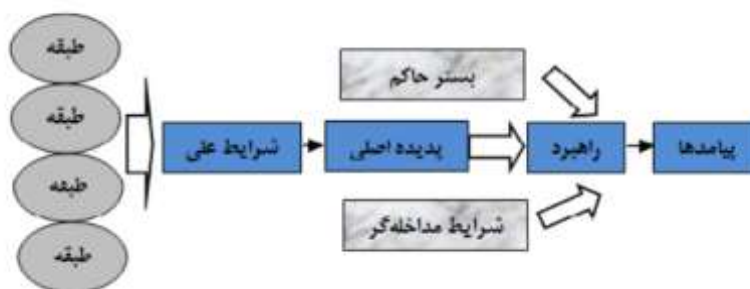 طبقه
طبقه
طبقه
طبقه
بستر حاکم
شرایط علی
پدیده اصلی
راهبرد
پیامدها
شرایط مداخله‌گر